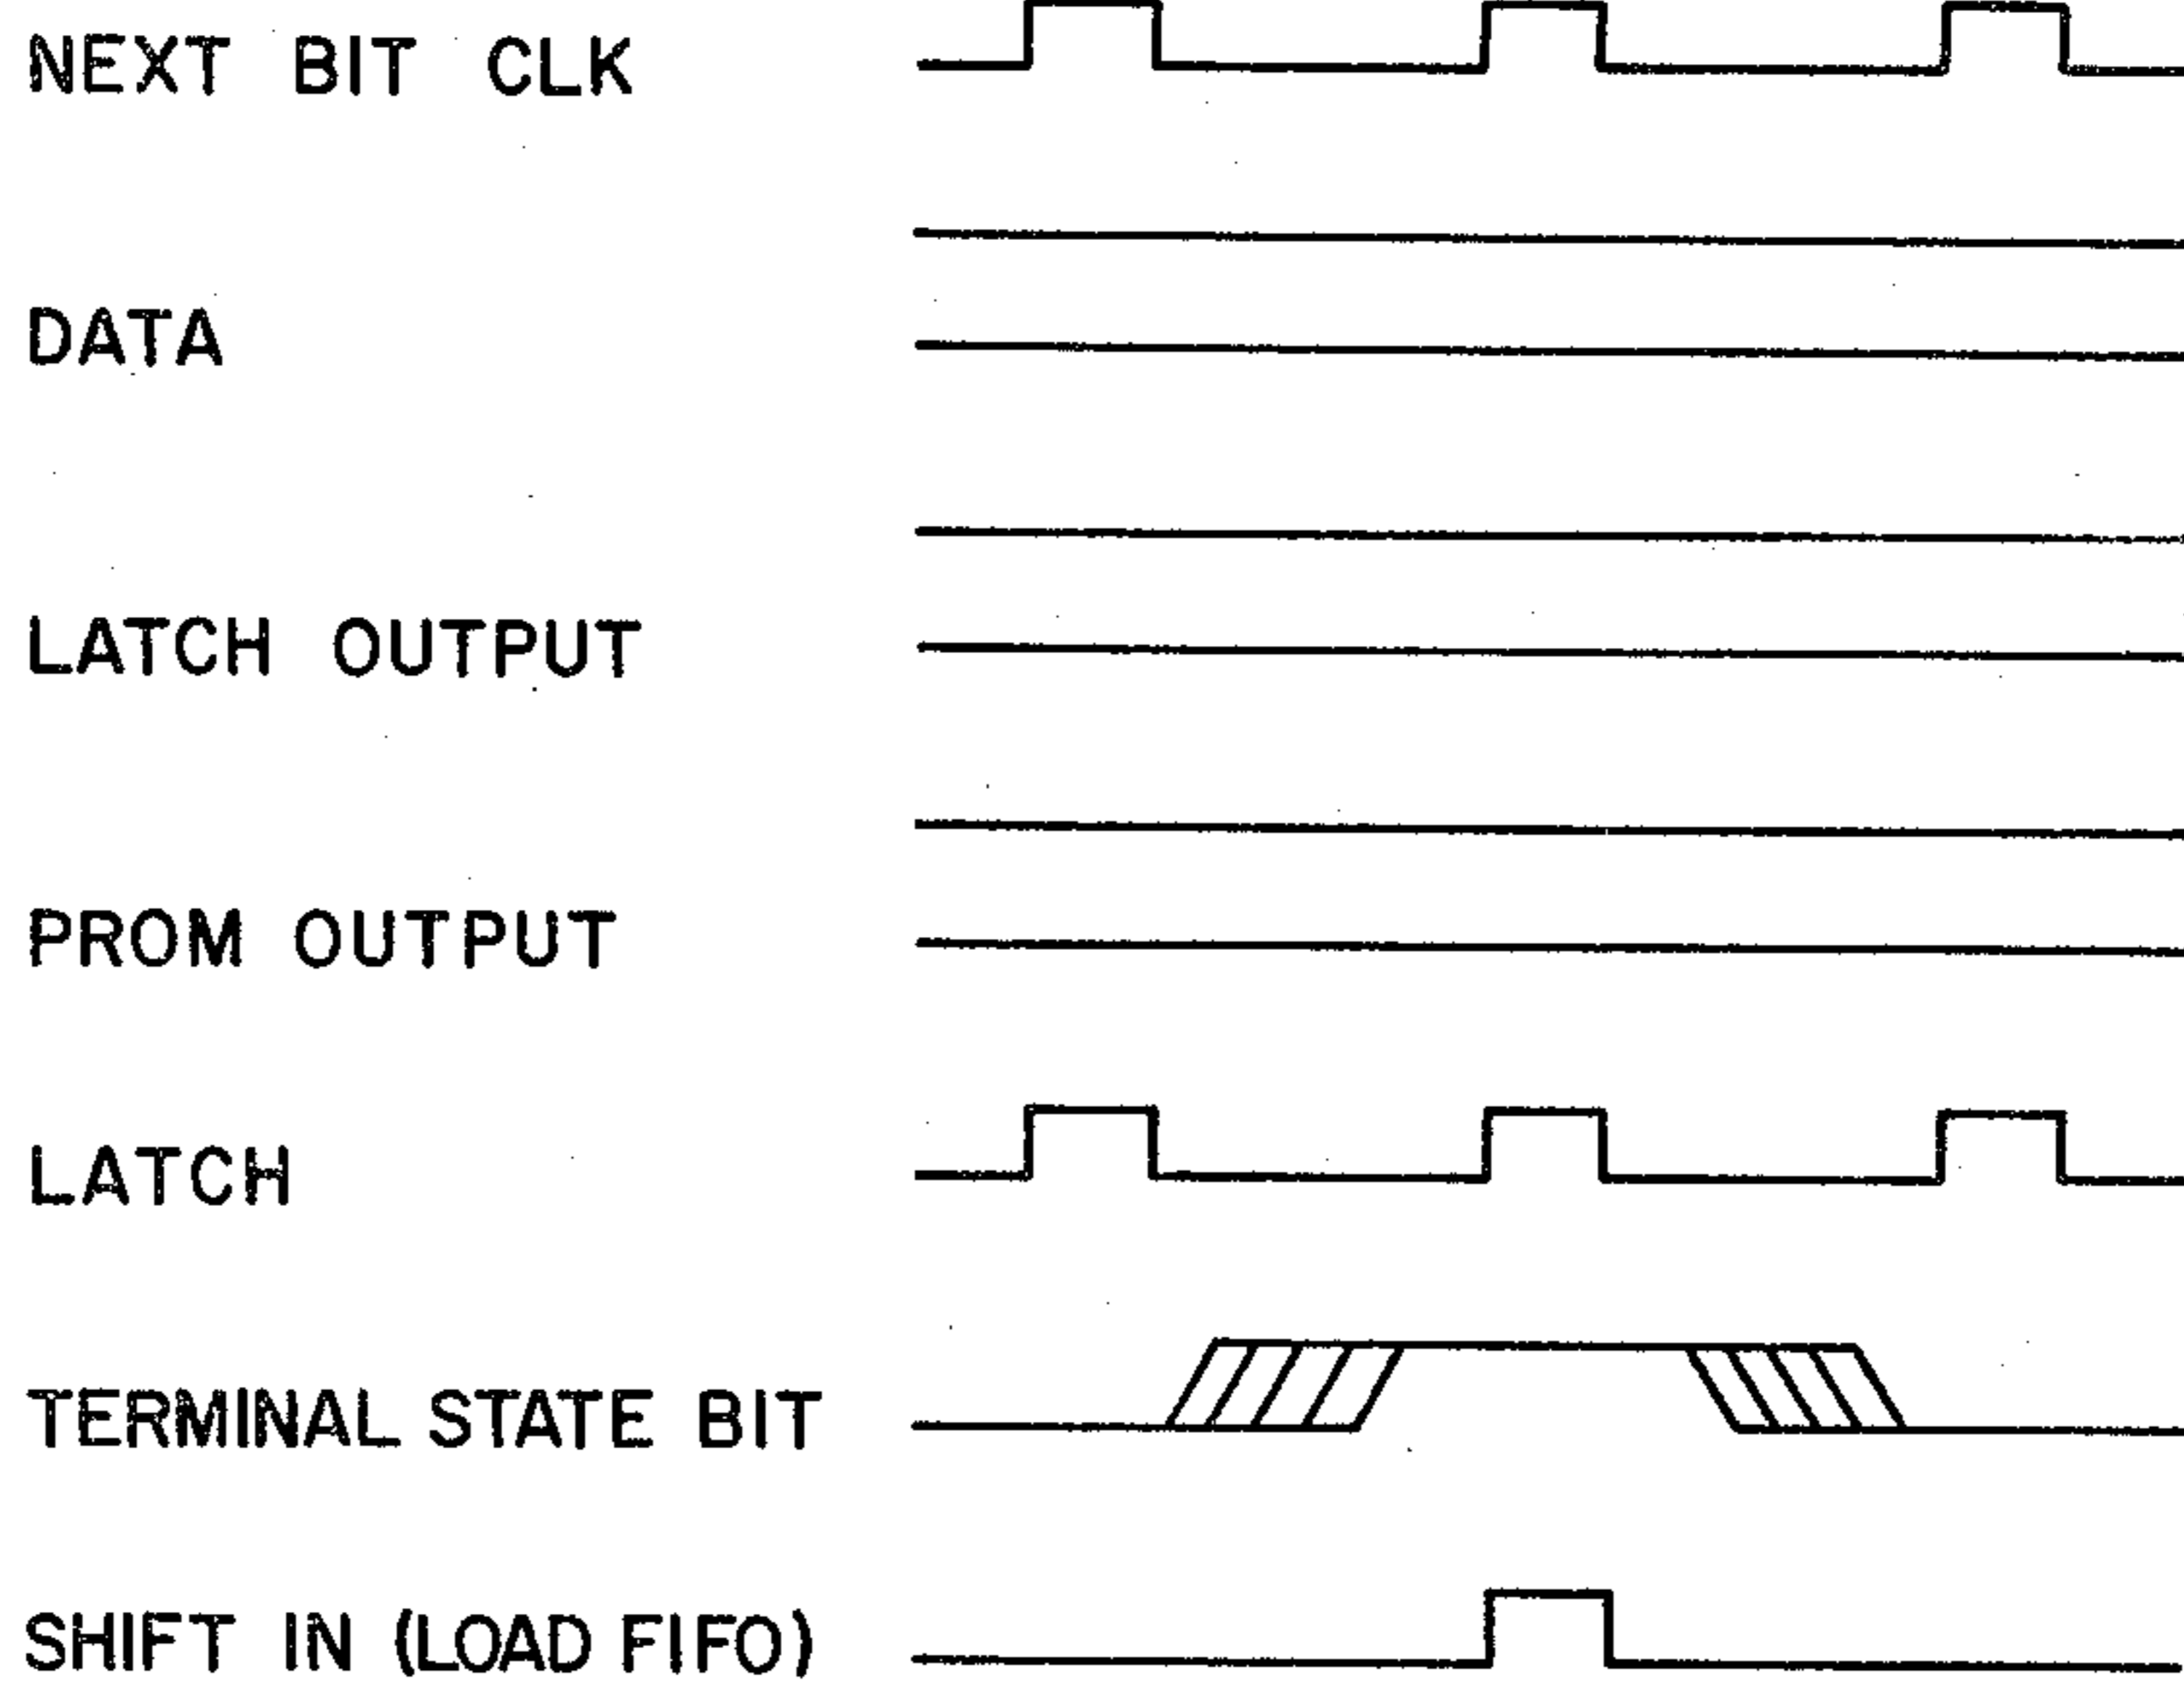 NEXT BIT CLK
DATA
LATCH OUTPUT
PROM OUTPUT
LATCH
TERMINAL STATE BIT
SHIFT IN (LOAD FIFO)